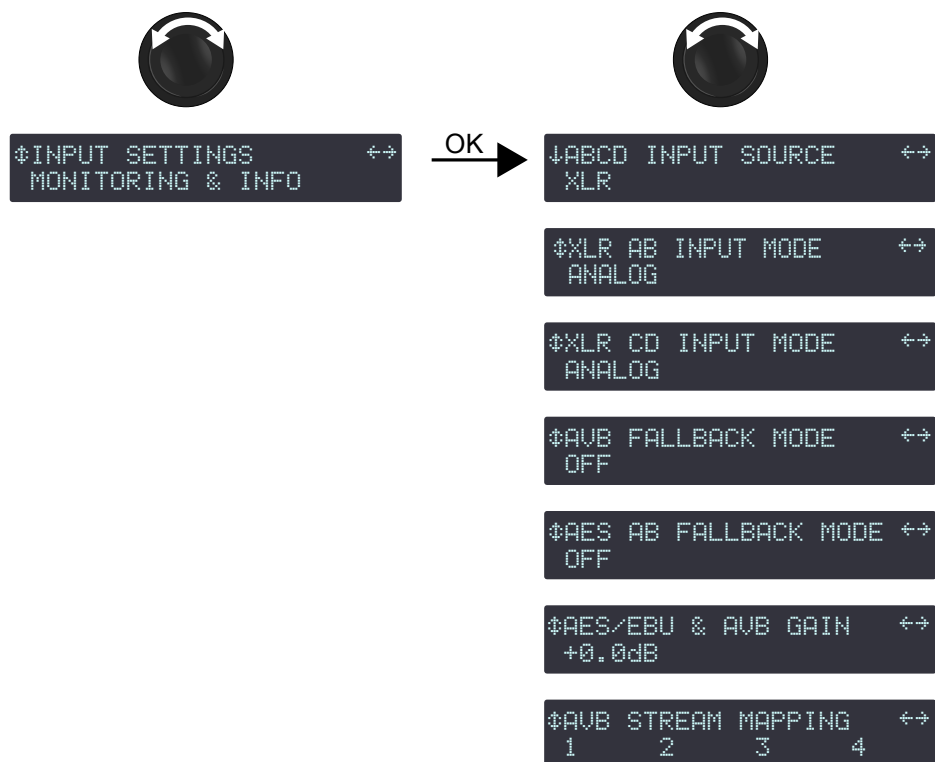 ↕INPUT SETTINGS ↔
MONITORING & INFO
OK
↓ABCD INPUT SOURCE ↔
XLR
↕XLR AB INPUT MODE ↔
ANALOG
↕XLR CD INPUT MODE ↔
ANALOG
↕AVB FALLBACK MODE ↔
OFF
↕AES AB FALLBACK MODE ↔
OFF
↕AES/EBU & AVB GAIN ↔
+0.0dB
↕AVB STREAM MAPPING ↔
1 2 3 4